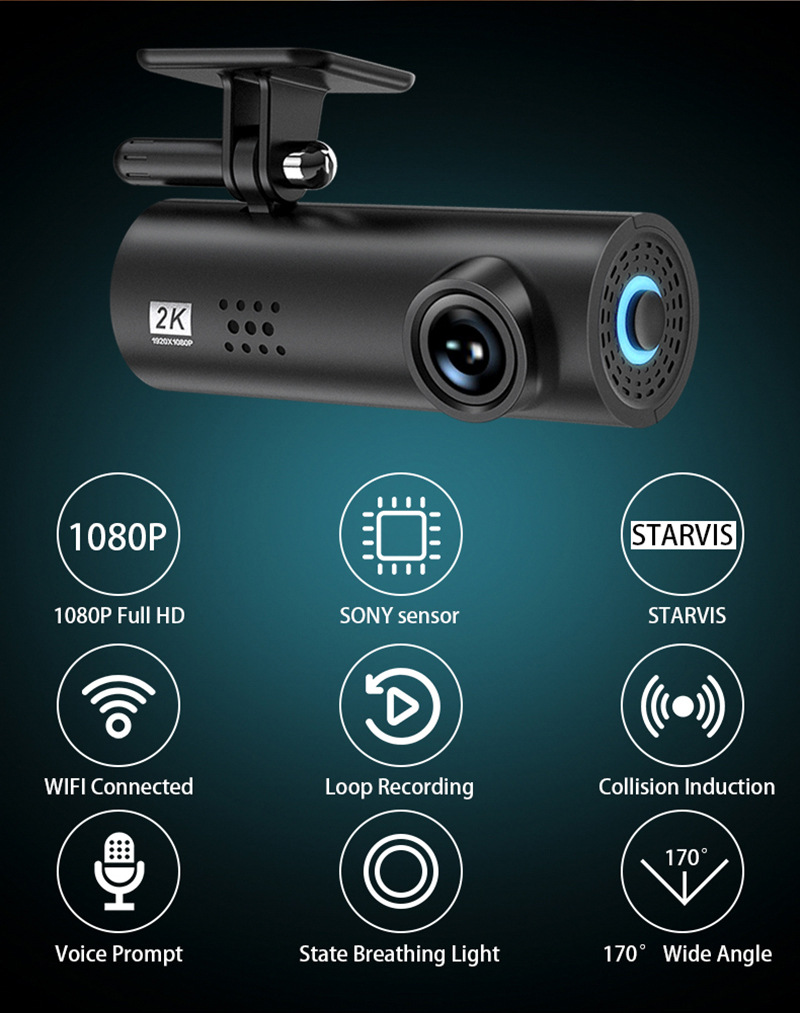 2K
1920X1080P
1080P
STARVIS
1080P Full HD
SONY sensor
STARVIS
WIFI Connected
Loop Recording
Collision Induction
170°
Voice Prompt
State Breathing Light
170° Wide Angle